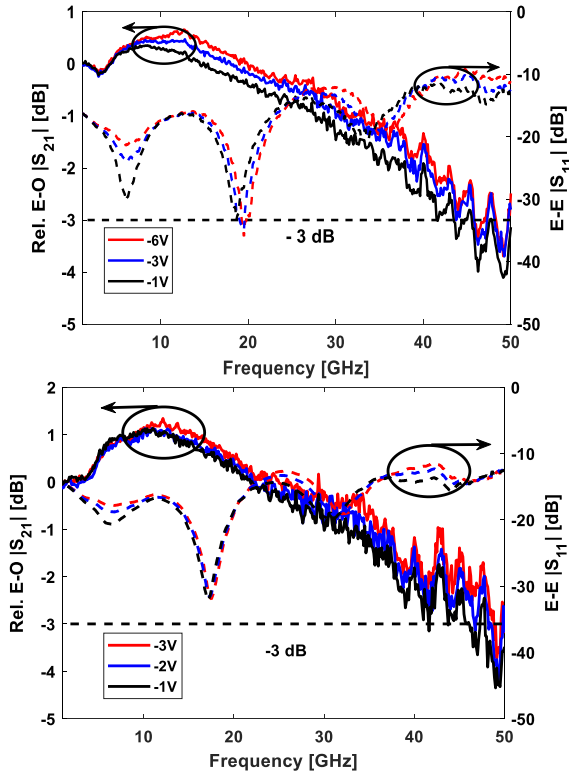 1
0
-1
-2
-3
-4
-5
Rel. E-O |S21| [dB]
0
-10
-20
-30
-40
-50
E-E |S11| [dB]
- 3 dB
-6V
-3V
-1V
10
20
30
40
50
Frequency [GHz]
2
1
0
-1
-2
-3
-4
-5
Rel. E-O |S21| [dB]
0
-10
-20
-30
-40
-50
E-E |S11| [dB]
-3 dB
-3V
-2V
-1V
10
20
30
40
50
Frequency [GHz]